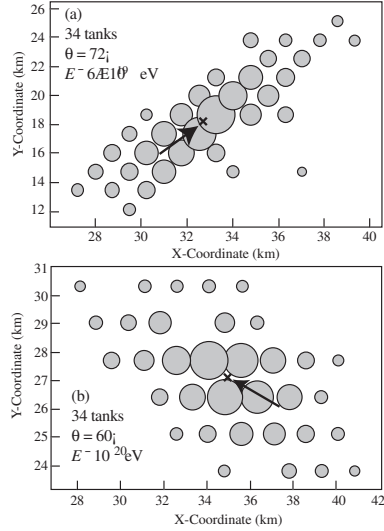 (a)
34 tanks
θ = 72¡
E ~ 6Æ10¹⁹ eV
Y-Coordinate (km)
26
24
22
20
18
16
14
12
28 30 32 34 36 38 40
X-Coordinate (km)
(b)
34 tanks
θ = 60¡
E ~ 10 20 eV
Y-Coordinate (km)
31
30
29
28
27
26
25
24
28 30 32 34 36 38 40 42
X-Coordinate (km)